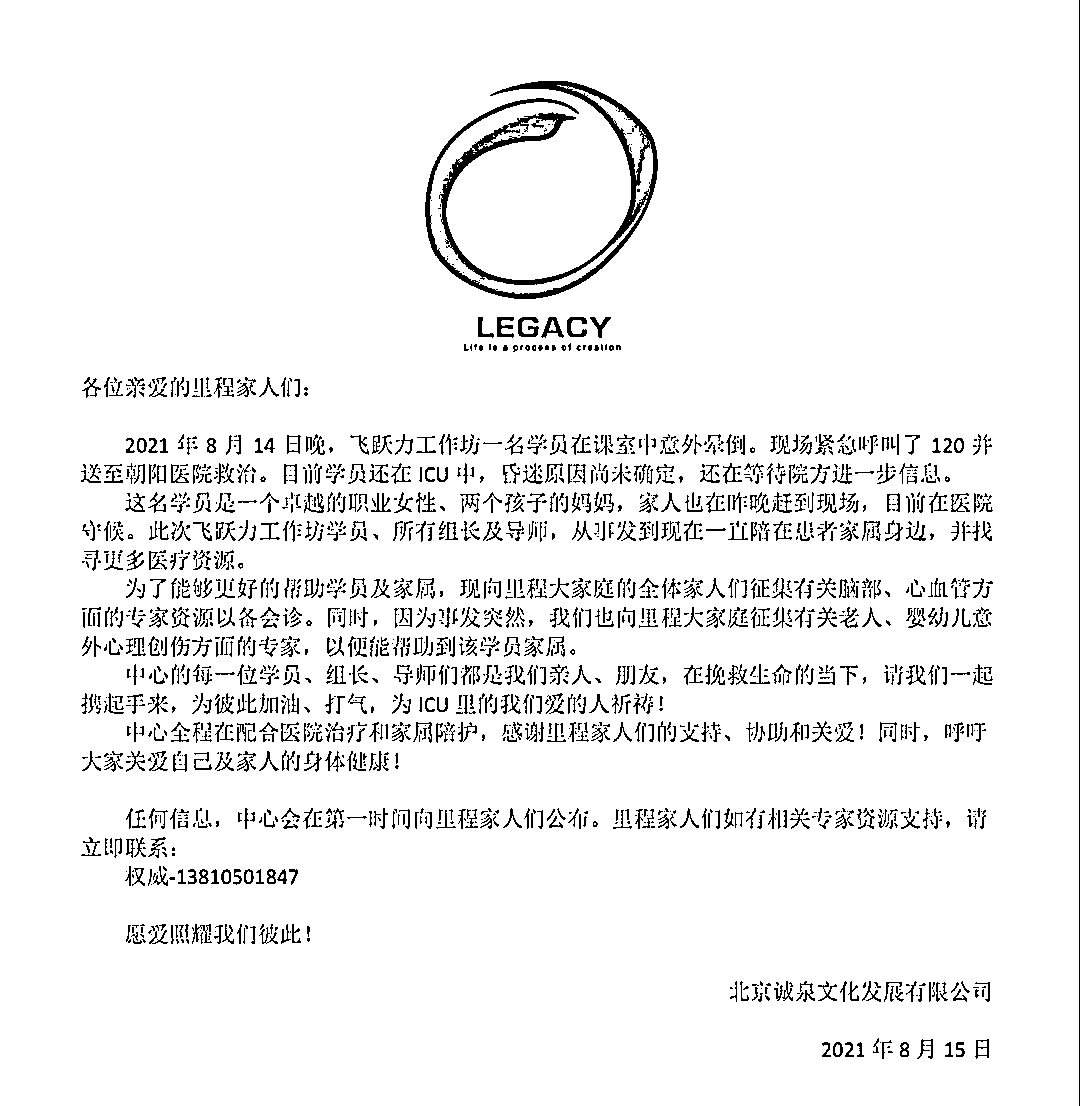 LEGACY
Life is a process of creation
各位亲爱的里程家人们：
2021 年 8 月 14 日晚，飞跃力工作坊一名学员在课室中意外晕倒。现场紧急呼叫了 120 并
送至朝阳医院救治。目前学员还在 ICU 中，昏迷原因尚未确定，还在等待院方进一步信息。
这名学员是一个卓越的职业女性、两个孩子的妈妈，家人也在昨晚赶到现场，目前在医院
守候。此次飞跃力工作坊学员、所有组长及导师，从事发到现在一直陪在患者家属身边，并找
寻更多医疗资源。
为了能够更好的帮助学员及家属，现向里程大家庭的全体家人们征集有关脑部、心血管方
面的专家资源以备会诊。同时，因为事发突然，我们也向里程大家庭征集有关老人、婴幼儿意
外心理创伤方面的专家，以便能帮助到该学员家属。
中心的每一位学员、组长、导师们都是我们亲人、朋友，在挽救生命的当下，请我们一起
携起手来，为彼此加油、打气，为 ICU 里的我们爱的人祈祷！
中心全程在配合医院治疗和家属陪护，感谢里程家人们的支持、协助和关爱！同时，呼吁
大家关爱自己及家人的身体健康！
任何信息，中心会在第一时间向里程家人们公布。里程家人们如有相关专家资源支持，请
立即联系：
权威-13810501847
愿爱照耀我们彼此！
北京诚泉文化发展有限公司
2021 年 8 月 15 日